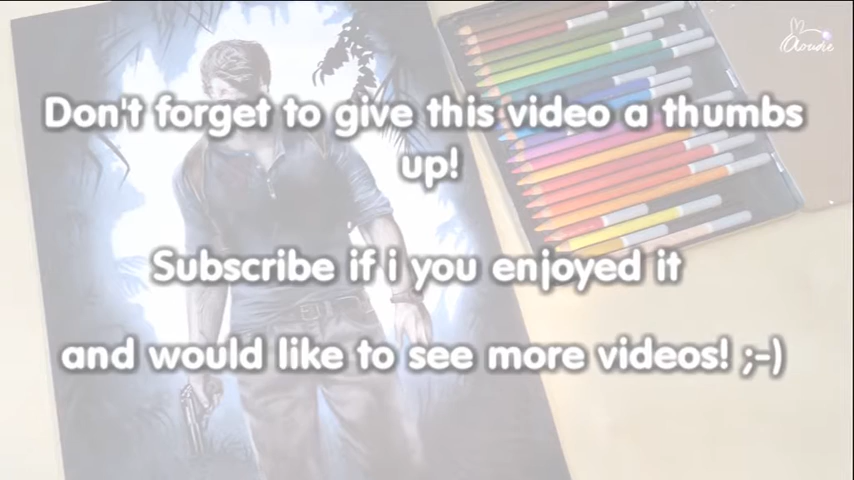 Cloudie
Don't forget to give this video a thumbs
up!
Subscribe if i you enjoyed it
and would like to see more videos! ;-)